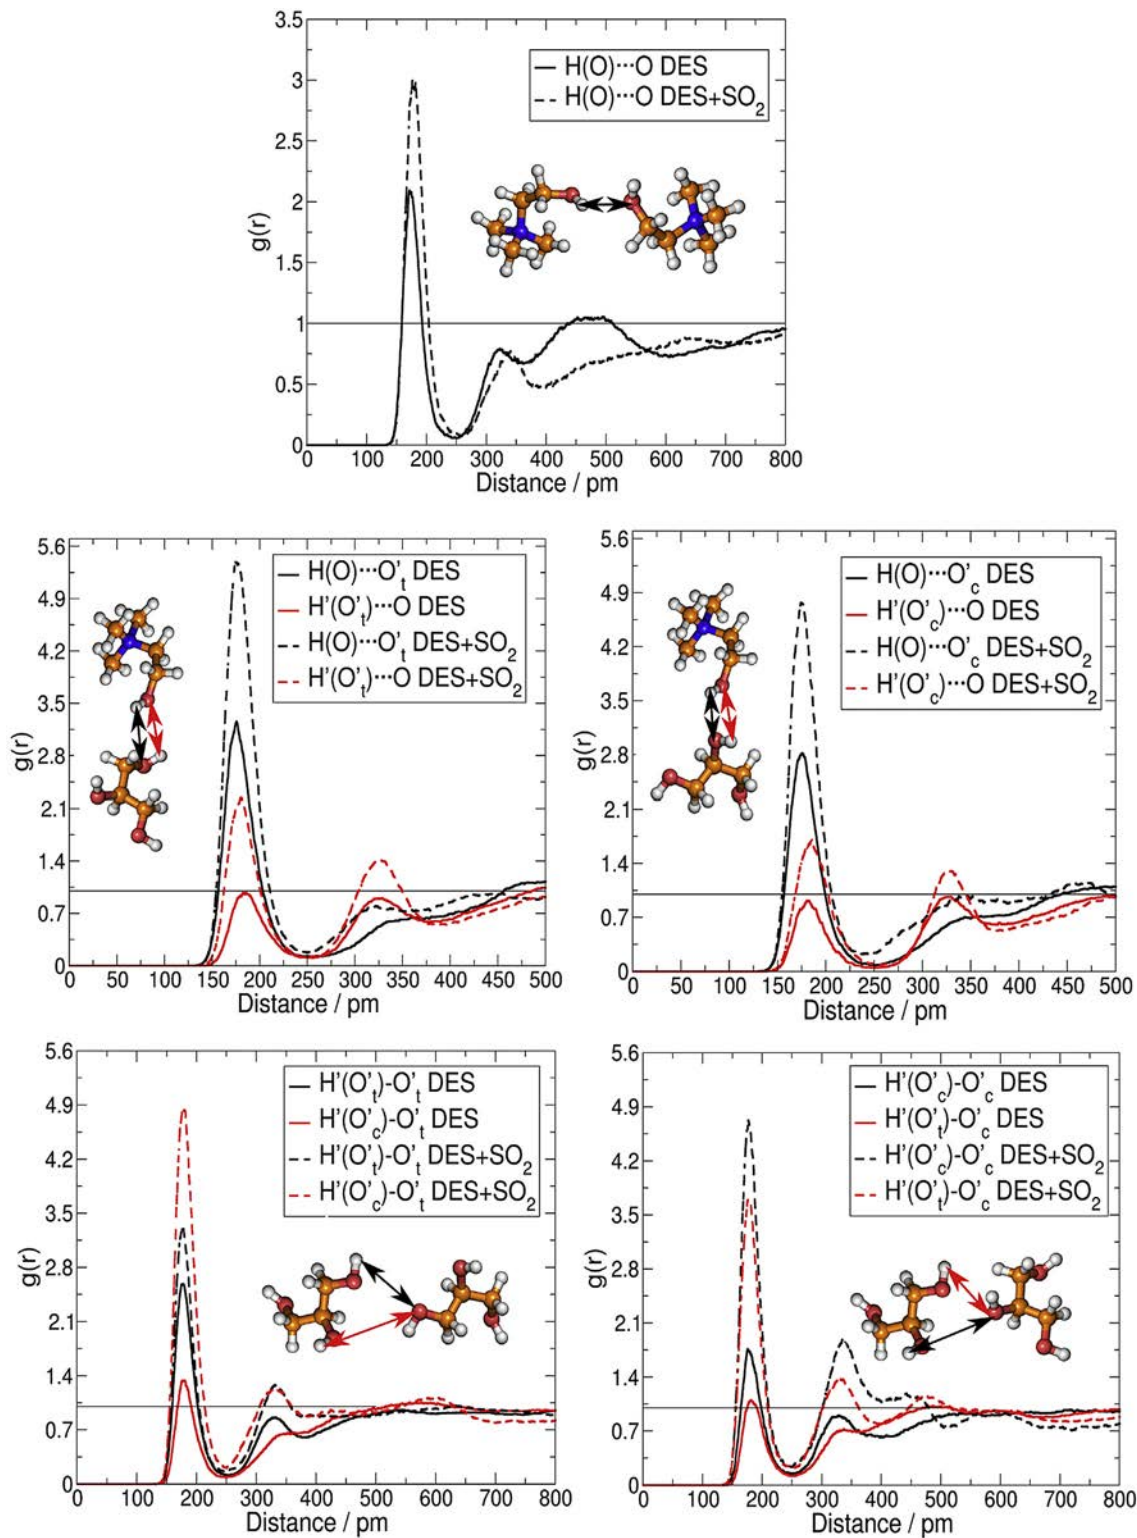 3.5
3
2.5
2
1.5
1
0.5
0
g(r)
H(O)···O DES
H(O)···O DES+SO₂
0 100 200 300 400 500 600 700 800
Distance / pm
5.6
4.9
4.2
3.5
2.8
2.1
1.4
0.7
0
g(r)
H(O)···O'ₜ DES
H'(O'ₜ)···O DES
H(O)···O'ₜ DES+SO₂
H'(O'ₜ)···O DES+SO₂
0 50 100 150 200 250 300 350 400 450 500
Distance / pm
5.6
4.9
4.2
3.5
2.8
2.1
1.4
0.7
0
g(r)
H(O)···O'c DES
H'(O'c)···O DES
H(O)···O'c DES+SO₂
H'(O'c)···O DES+SO₂
0 50 100 150 200 250 300 350 400 450 500
Distance / pm
5.6
4.9
4.2
3.5
2.8
2.1
1.4
0.7
0
g(r)
H'(O'ₜ)-O'ₜ DES
H'(O'c)-O'ₜ DES
H'(O'ₜ)-O'ₜ DES+SO₂
H'(O'c)-O'ₜ DES+SO₂
0 100 200 300 400 500 600 700 800
Distance / pm
5.6
4.9
4.2
3.5
2.8
2.1
1.4
0.7
0
g(r)
H'(O'c)-O'c DES
H'(O'ₜ)-O'c DES
H'(O'c)-O'c DES+SO₂
H'(O'ₜ)-O'c DES+SO₂
0 100 200 300 400 500 600 700 800
Distance / pm